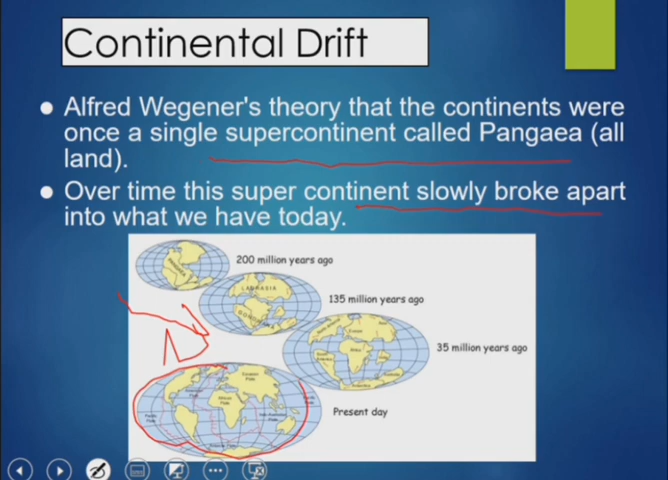 Continental Drift
● Alfred Wegener's theory that the continents were
once a single supercontinent called Pangaea (all
land).
● Over time this super continent slowly broke apart
into what we have today.
200 million years ago
PANGAEA
LAURASIA
135 million years ago
GONDWANA
35 million years ago
Present day